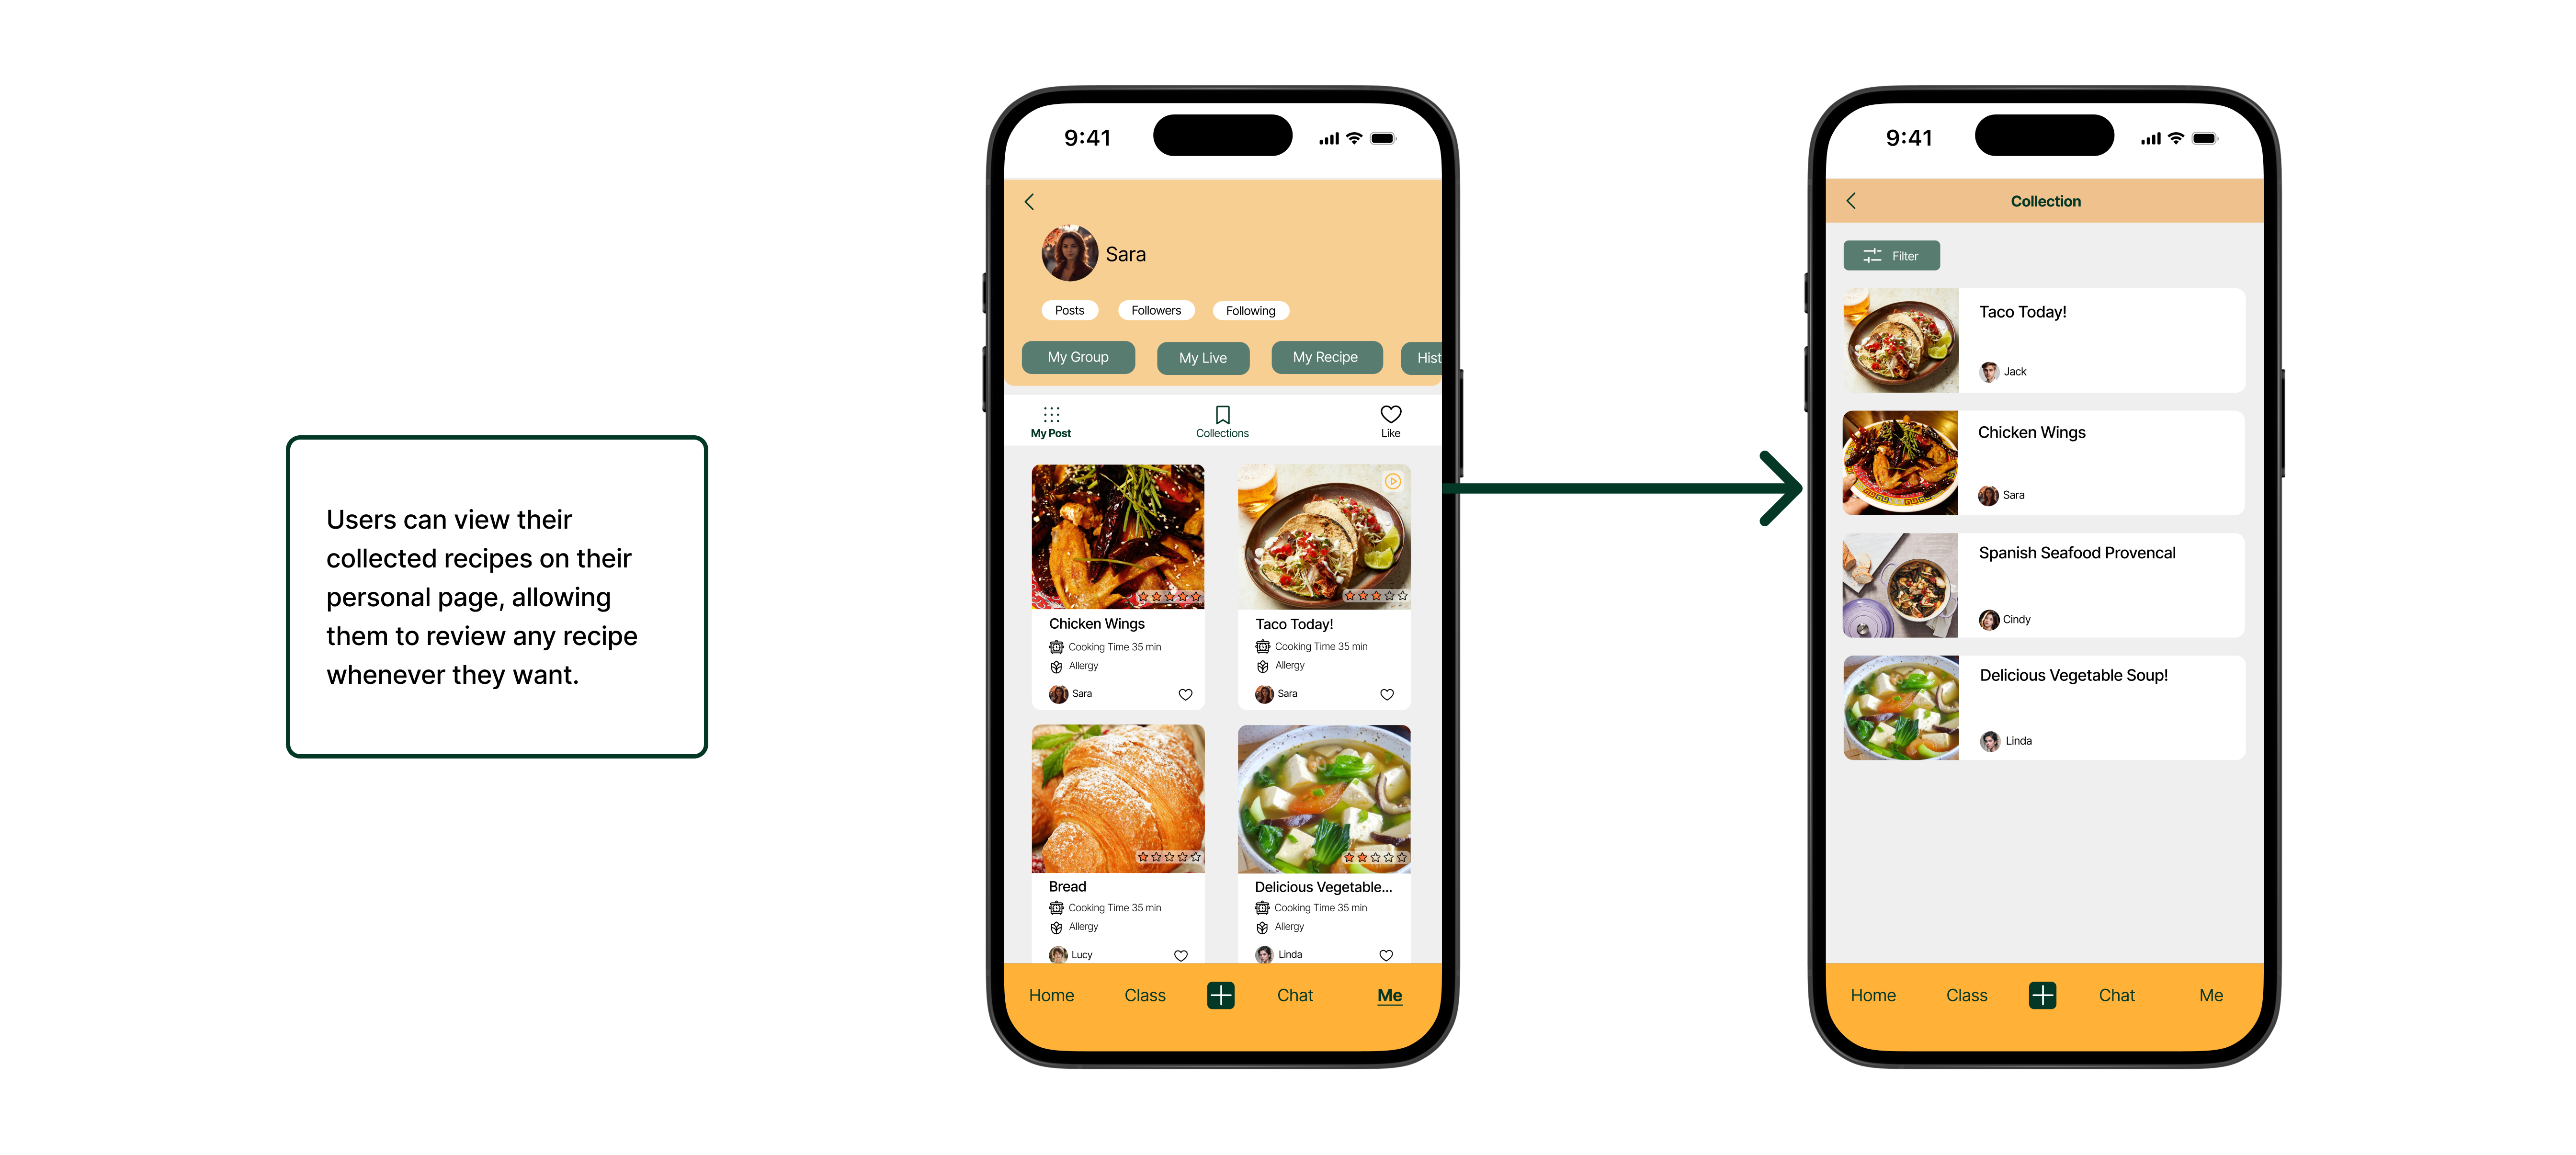 Users can view their
collected recipes on their
personal page, allowing
them to review any recipe
whenever they want.
9:41
Sara
Posts Followers Following
My Group My Live My Recipe Hist
My Post Collections Like
Chicken Wings
Cooking Time 35 min
Allergy
Sara
Taco Today!
Cooking Time 35 min
Allergy
Sara
Bread
Cooking Time 35 min
Allergy
Lucy
Delicious Vegetable...
Cooking Time 35 min
Allergy
Linda
Home Class Chat Me
9:41
Collection
Filter
Taco Today!
Jack
Chicken Wings
Sara
Spanish Seafood Provencal
Cindy
Delicious Vegetable Soup!
Linda
Home Class Chat Me